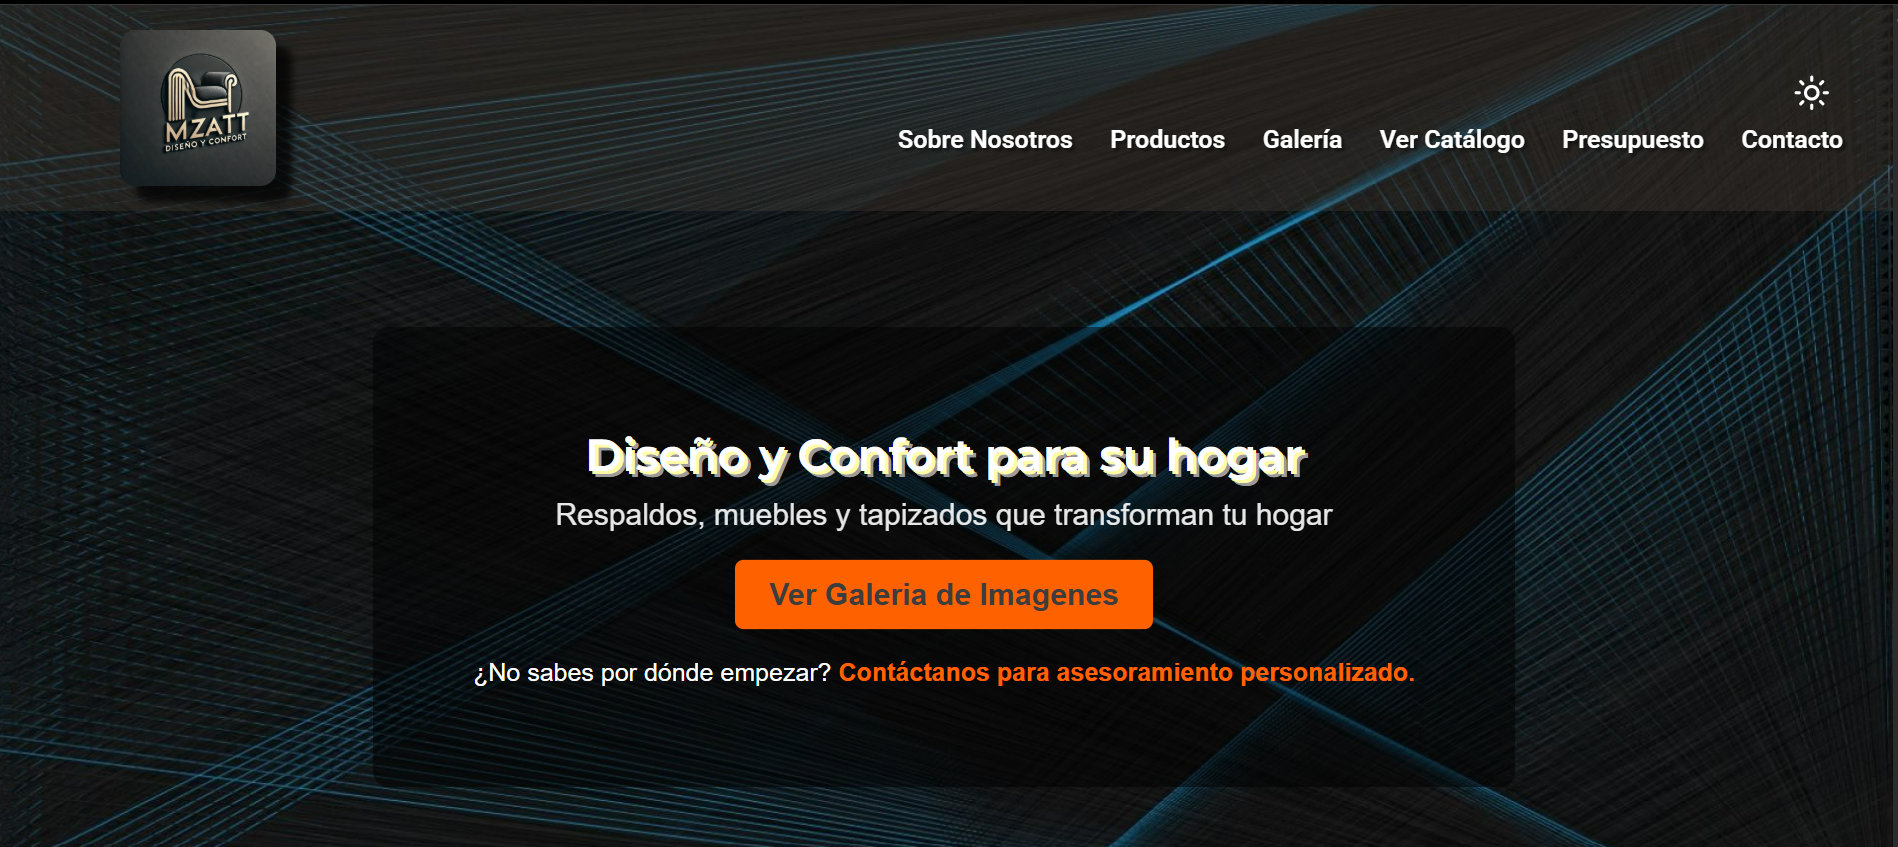 MZATT
DISEÑO Y CONFORT
Sobre Nosotros Productos Galería Ver Catálogo Presupuesto Contacto
Diseño y Confort para su hogar
Respaldos, muebles y tapizados que transforman tu hogar
Ver Galeria de Imagenes
¿No sabes por dónde empezar? Contáctanos para asesoramiento personalizado.